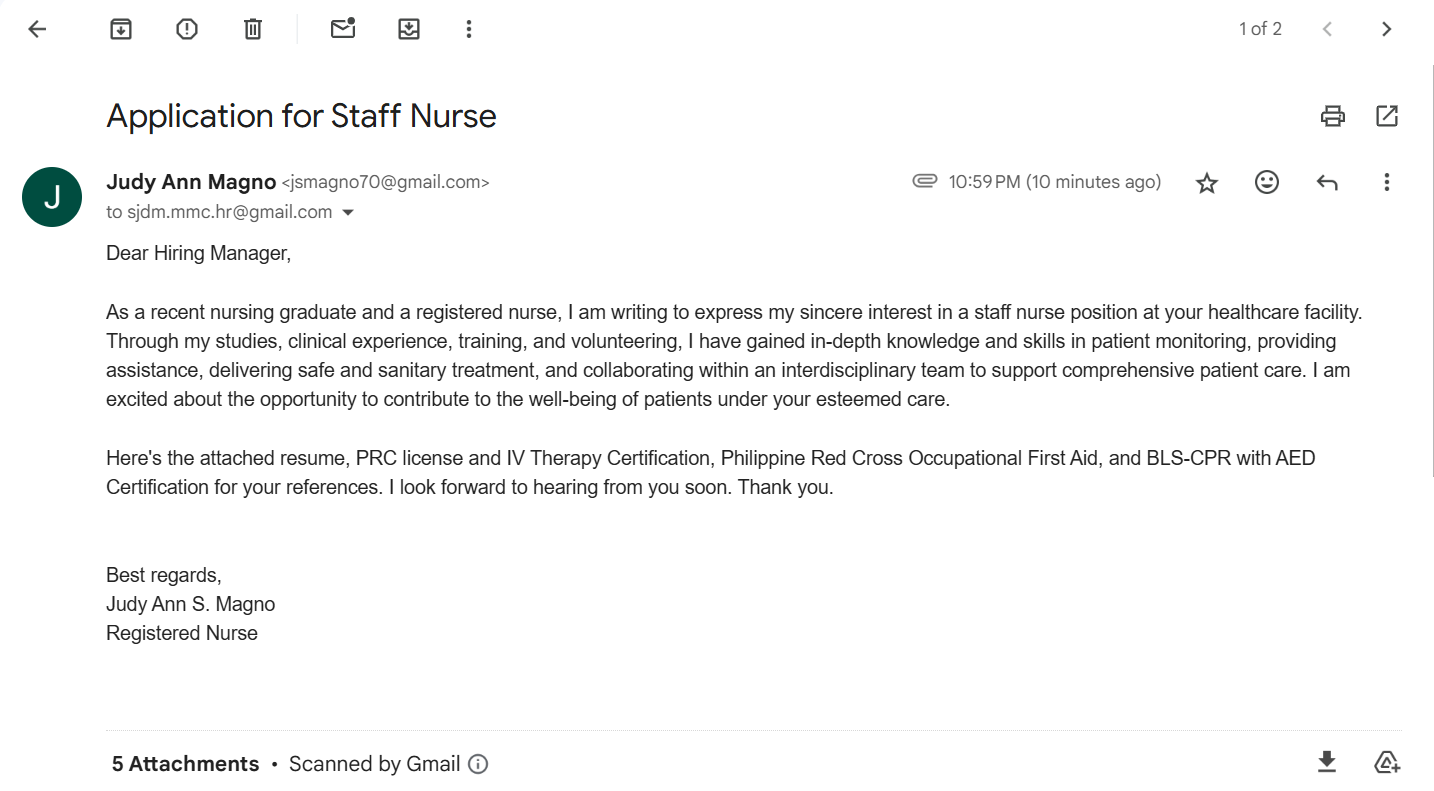 1 of 2
Application for Staff Nurse
Judy Ann Magno <jsmagno70@gmail.com>
10:59 PM (10 minutes ago)
J
to sjdm.mmc.hr@gmail.com
Dear Hiring Manager,
As a recent nursing graduate and a registered nurse, I am writing to express my sincere interest in a staff nurse position at your healthcare facility.
Through my studies, clinical experience, training, and volunteering, I have gained in-depth knowledge and skills in patient monitoring, providing
assistance, delivering safe and sanitary treatment, and collaborating within an interdisciplinary team to support comprehensive patient care. I am
excited about the opportunity to contribute to the well-being of patients under your esteemed care.
Here's the attached resume, PRC license and IV Therapy Certification, Philippine Red Cross Occupational First Aid, and BLS-CPR with AED
Certification for your references. I look forward to hearing from you soon. Thank you.
Best regards,
Judy Ann S. Magno
Registered Nurse
5 Attachments • Scanned by Gmail